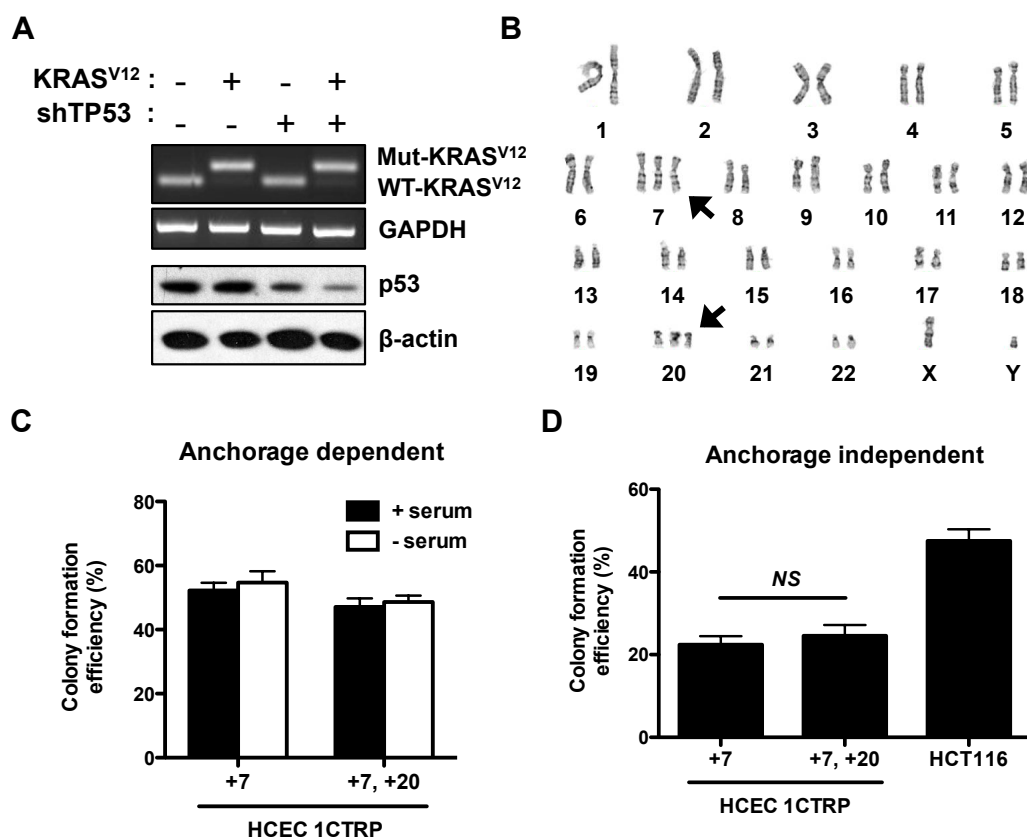 A
KRASV12 : - + - +
shTP53 : - - + +
Mut-KRASV12
WT-KRASV12
GAPDH
p53
β-actin
B
1 2 3 4 5
6 7 8 9 10 11 12
13 14 15 16 17 18
19 20 21 22 X Y
C
Anchorage dependent
Colony formation
efficiency (%)
80
60
40
20
0
+ serum
- serum
+7 +7, +20
HCEC 1CTRP
D
Anchorage independent
Colony formation
efficiency (%)
60
40
20
0
NS
+7 +7, +20 HCT116
HCEC 1CTRP